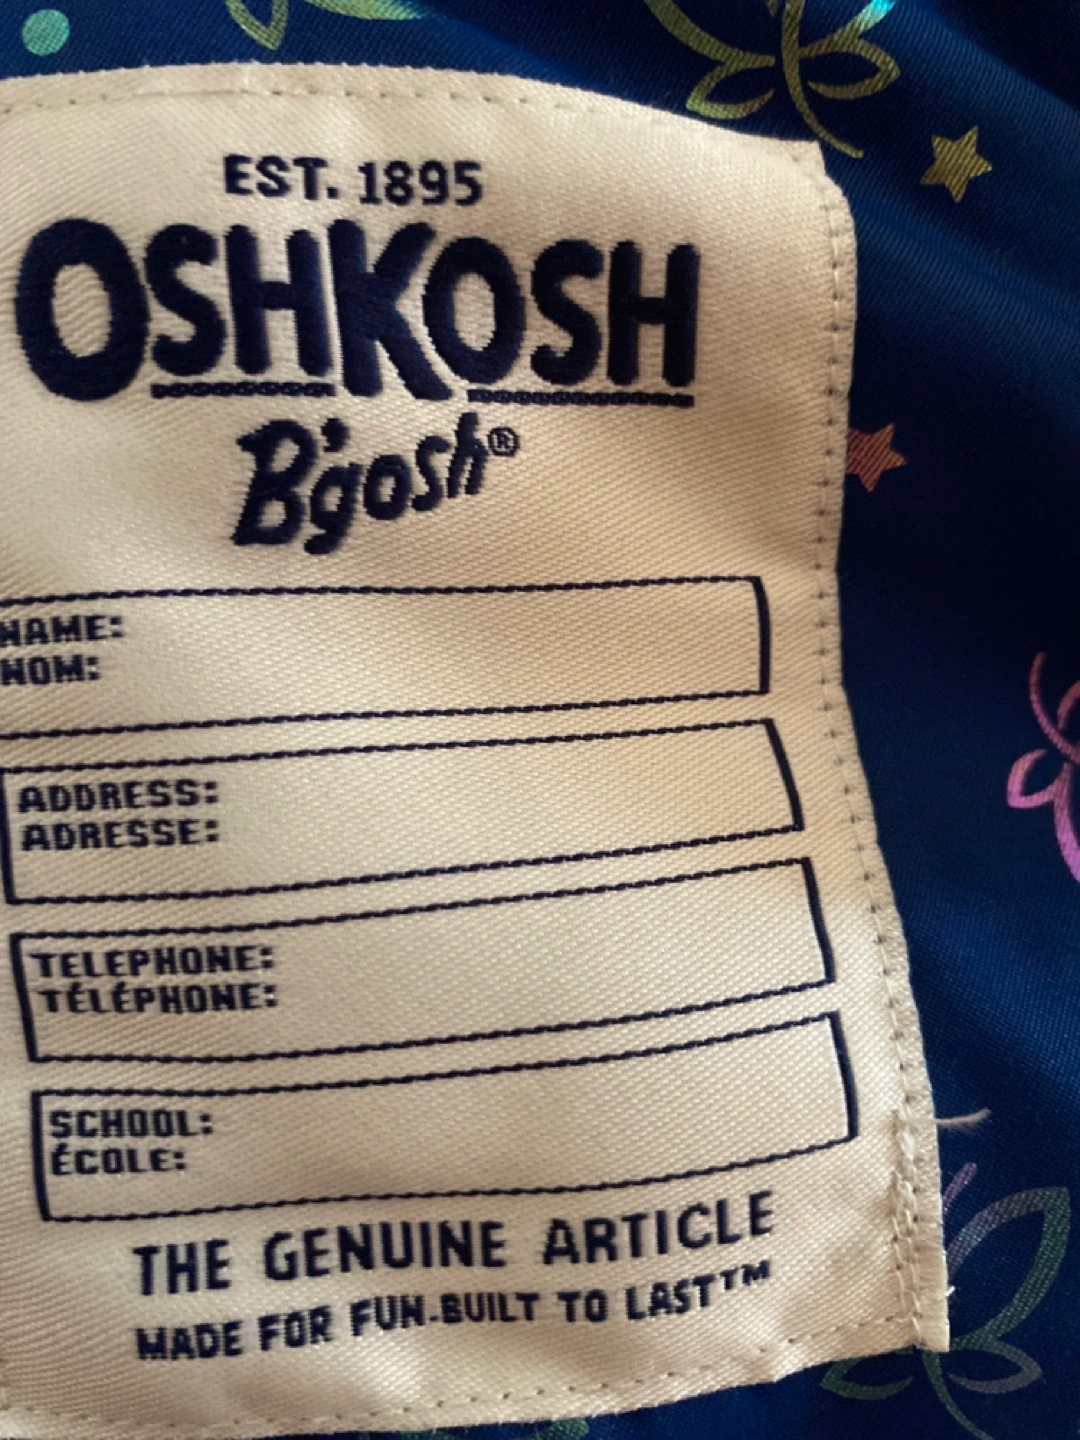 EST. 1895
OSHKOSH
B'gosh®
NAME:
NOM:
ADDRESS:
ADRESSE:
TELEPHONE:
TÉLÉPHONE:
SCHOOL:
ÉCOLE:
THE GENUINE ARTICLE
MADE FOR FUN-BUILT TO LAST™